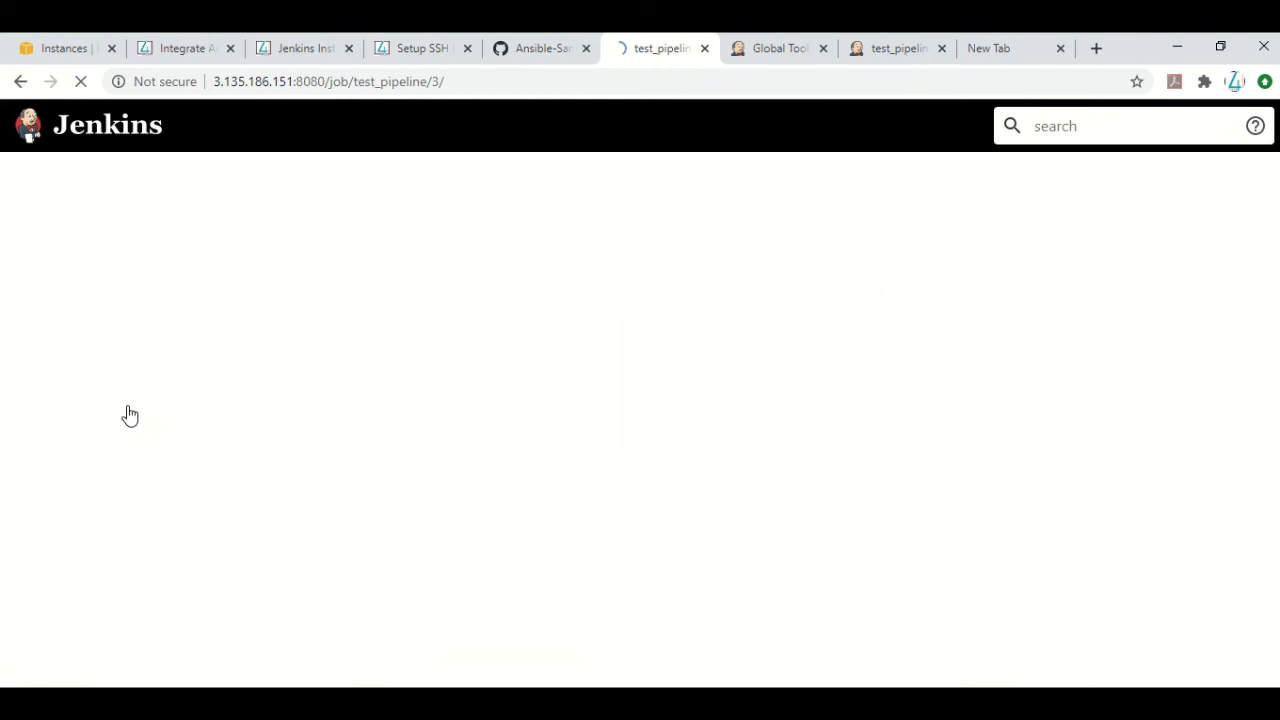 Instances |
Integrate A
Jenkins Inst
Setup SSH
Ansible-Sar
test_pipelin
Global Tool
test_pipelin
New Tab
Not secure
3.135.186.151:8080/job/test_pipeline/3/
Jenkins
search